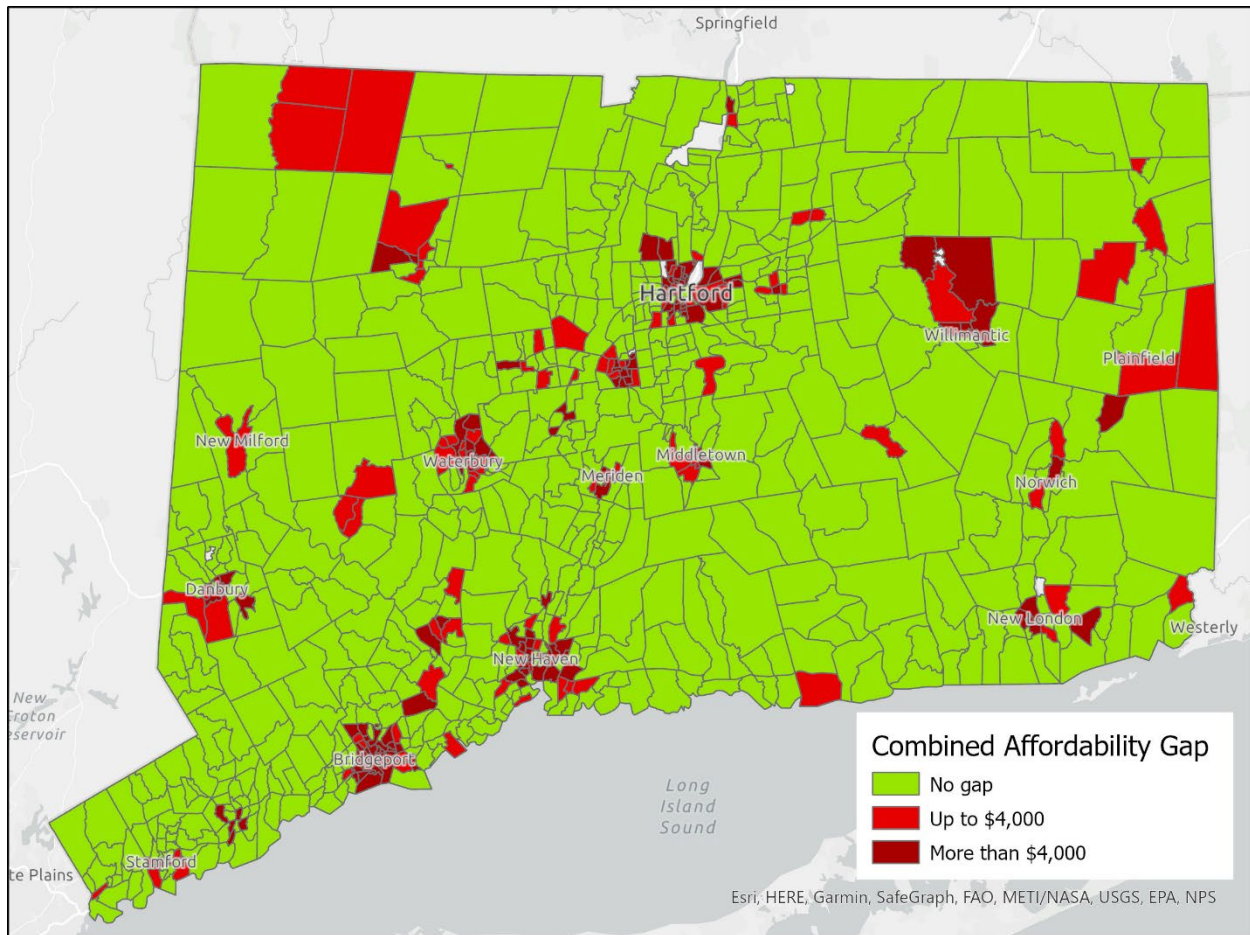 Springfield
Hartford
Willimantic
Plainfield
New Milford
Waterbury
Middletown
Meriden
Norwich
Danbury
New London
Westerly
New Haven
New
Croton
Reservoir
Bridgeport
Long
Island
Sound
Stamford
te Plains
Combined Affordability Gap
No gap
Up to $4,000
More than $4,000
Esri, HERE, Garmin, SafeGraph, FAO, METI/NASA, USGS, EPA, NPS